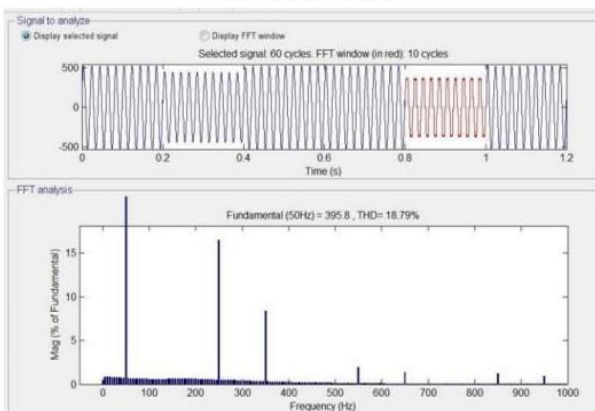 Signal to analyze
Display selected signal Display FFT window
Selected signal: 60 cycles. FFT window (in red): 10 cycles
500
0
-500
0 0.2 0.4 0.6 0.8 1 1.2
Time (s)
FFT analysis
Fundamental (50Hz) = 395.8 , THD= 18.79%
Mag (% of Fundamental)
15
10
5
0
0 100 200 300 400 500 600 700 800 900 1000
Frequency (Hz)